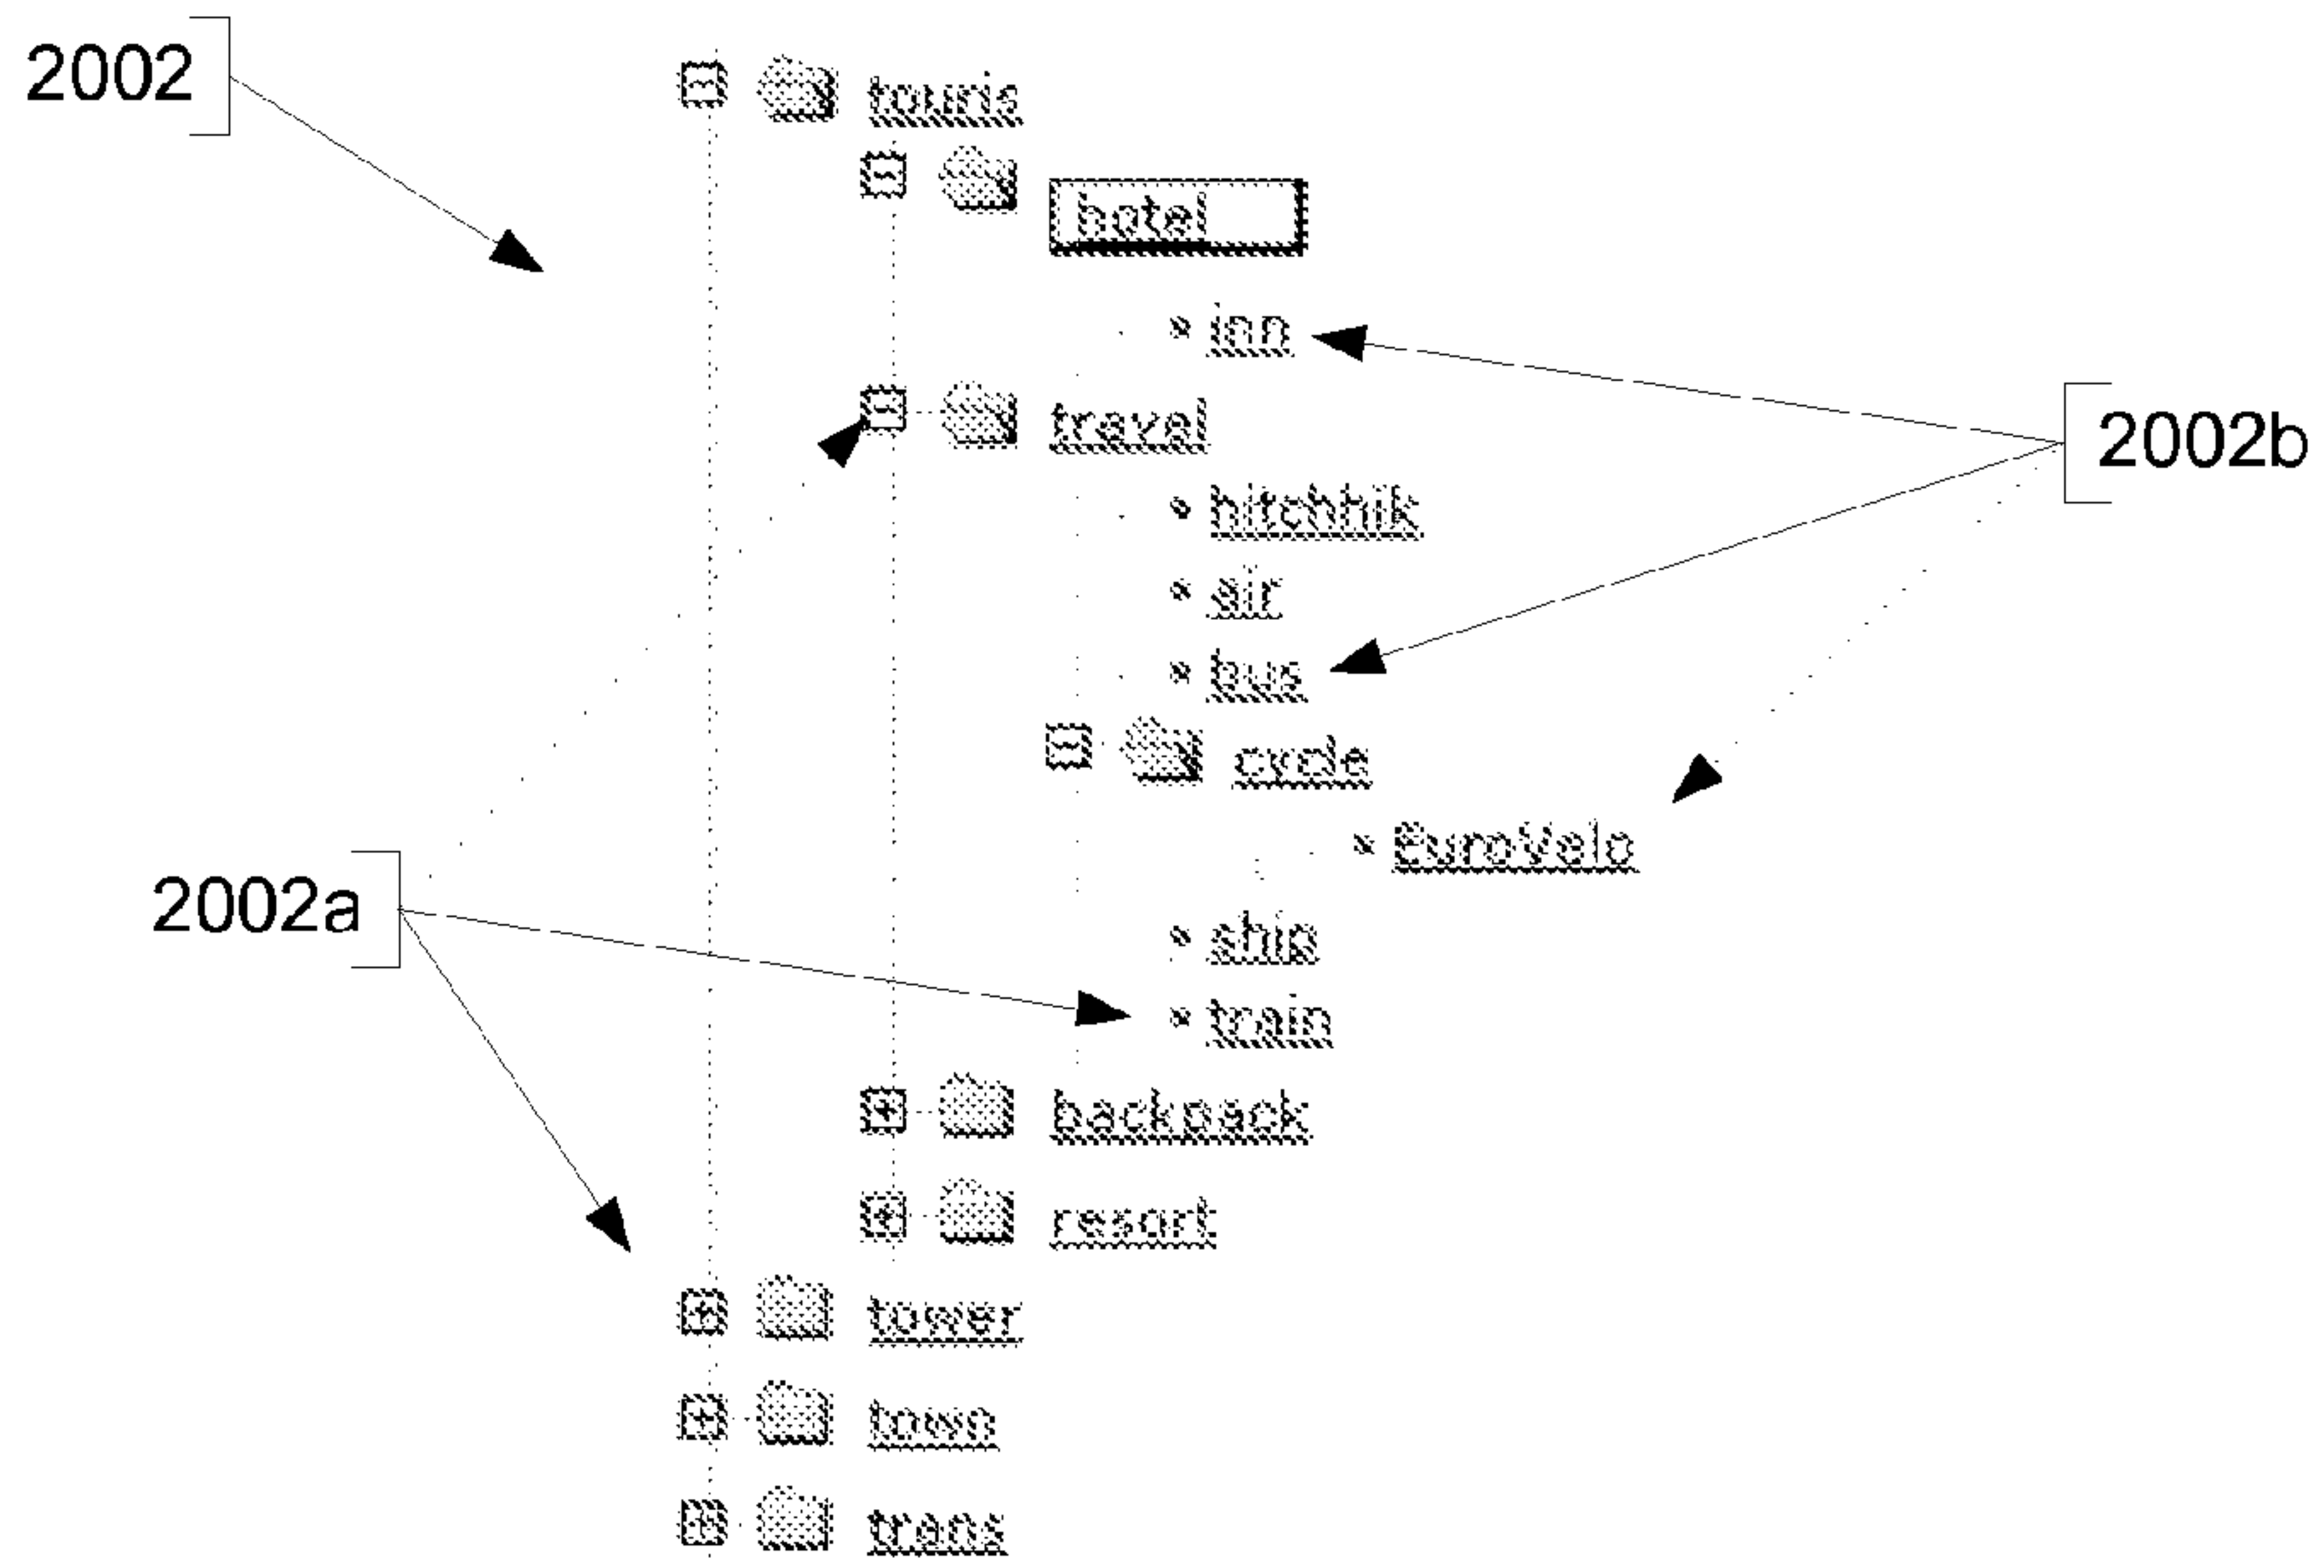 2002
touris
hotel
inn
travel
2002b
hitchhik
air
bus
cycle
EuroVelo
2002a
ship
train
backpack
resort
tower
town
trans